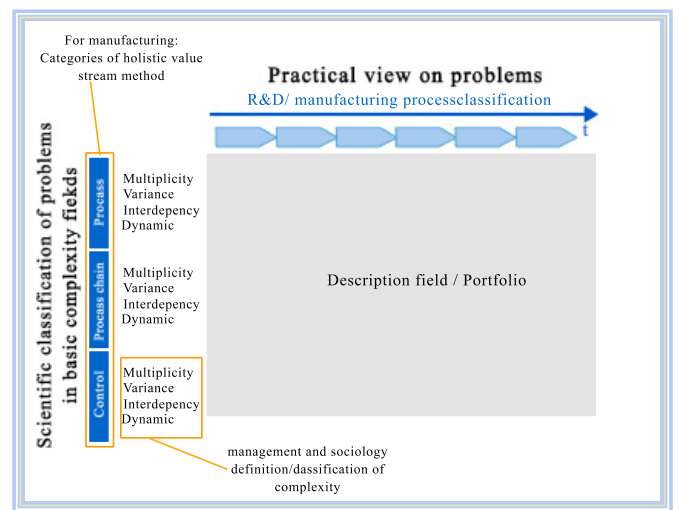 For manufacturing:
Categories of holistic value
stream method
Practical view on problems
R&D/ manufacturing processclassification
t
Scientific classification of problems
in basic complexity fiekds
Procass
Multiplicity
Variance
Interdepency
Dynamic
Procass chain
Multiplicity
Variance
Interdepency
Dynamic
Control
Multiplicity
Variance
Interdepency
Dynamic
Description field / Portfolio
management and sociology
definition/dassification of
complexity